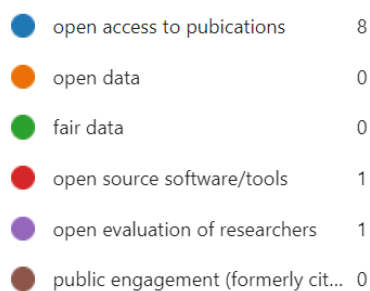 open access to pubications 8
open data 0
fair data 0
open source software/tools 1
open evaluation of researchers 1
public engagement (formerly cit... 0